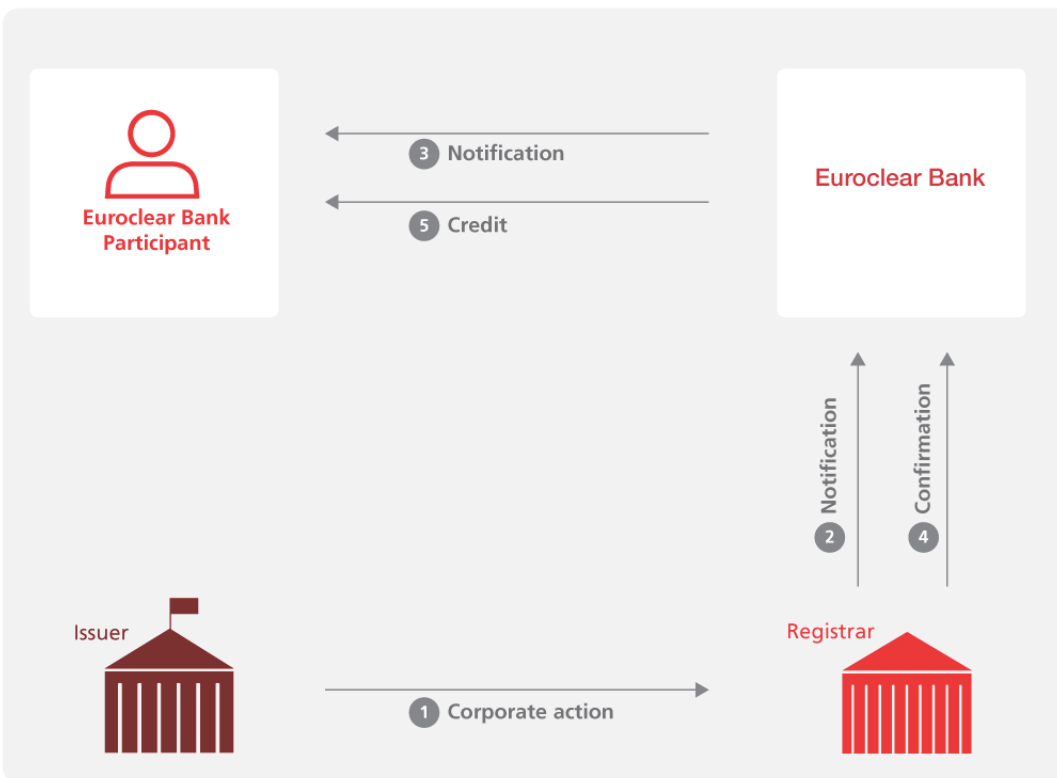 Euroclear Bank
Participant
3 Notification
5 Credit
Euroclear Bank
2 Notification
4 Confirmation
Issuer
1 Corporate action
Registrar